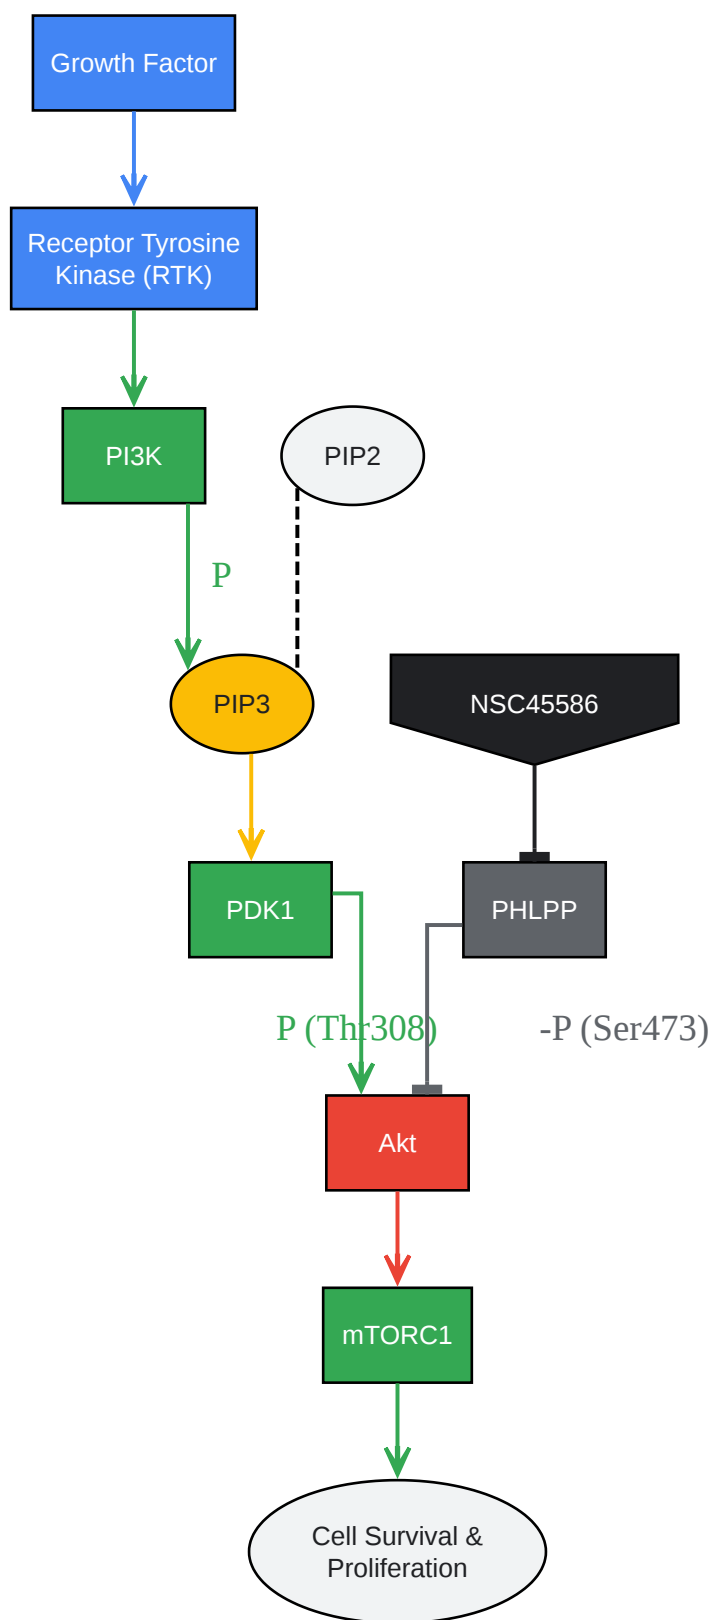 Growth Factor
Receptor Tyrosine
Kinase (RTK)
PI3K
PIP2
P
PIP3
NSC45586
PDK1
PHLPP
P (Thr308)
-P (Ser473)
Akt
mTORC1
Cell Survival &
Proliferation